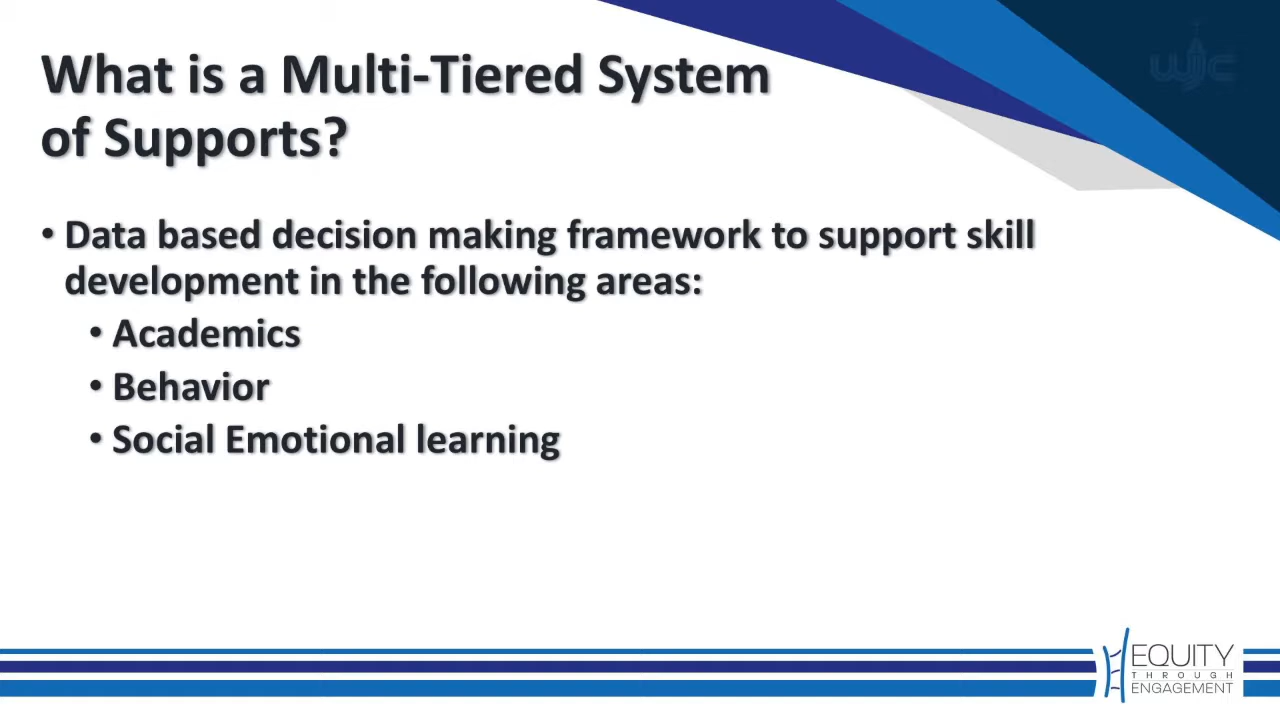 What is a Multi-Tiered System
of Supports?
• Data based decision making framework to support skill
development in the following areas:
• Academics
• Behavior
• Social Emotional learning
wjc
EQUITY
THROUGH
ENGAGEMENT